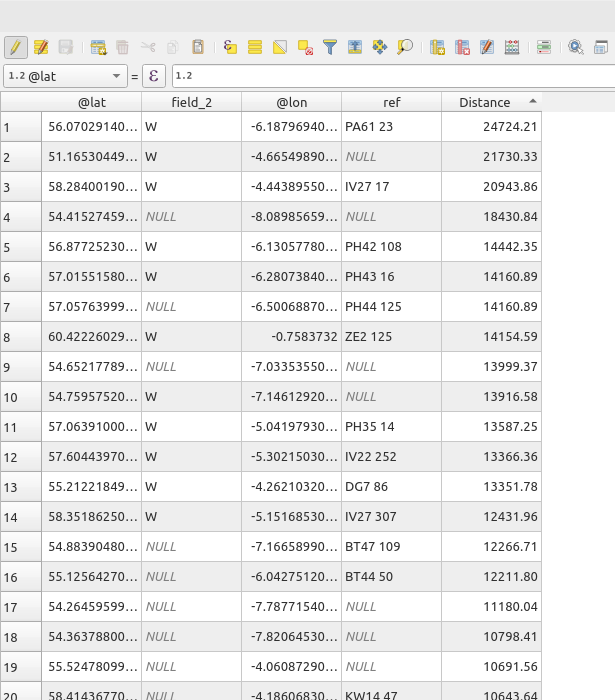 1.2 @lat = ε 1.2
@lat field_2 @lon ref Distance
1 56.07029140... W -6.18796940... PA61 23 24724.21
2 51.16530449... W -4.66549890... NULL 21730.33
3 58.28400190... W -4.44389550... IV27 17 20943.86
4 54.41527459... NULL -8.08985659... NULL 18430.84
5 56.87725230... W -6.13057780... PH42 108 14442.35
6 57.01551580... W -6.28073840... PH43 16 14160.89
7 57.05763999... NULL -6.50068870... PH44 125 14160.89
8 60.42226029... W -0.7583732 ZE2 125 14154.59
9 54.65217789... NULL -7.03353550... NULL 13999.37
10 54.75957520... W -7.14612920... NULL 13916.58
11 57.06391000... W -5.04197930... PH35 14 13587.25
12 57.60443970... W -5.30215030... IV22 252 13366.36
13 55.21221849... W -4.26210320... DG7 86 13351.78
14 58.35186250... W -5.15168530... IV27 307 12431.96
15 54.88390480... NULL -7.16658990... BT47 109 12266.71
16 55.12564270... NULL -6.04275120... BT44 50 12211.80
17 54.26459599... NULL -7.78771540... NULL 11180.04
18 54.36378800... NULL -7.82064530... NULL 10798.41
19 55.52478099... NULL -4.06087290... NULL 10691.56
20 58.41436770... W -4.18606830... KW14 47 10643.64